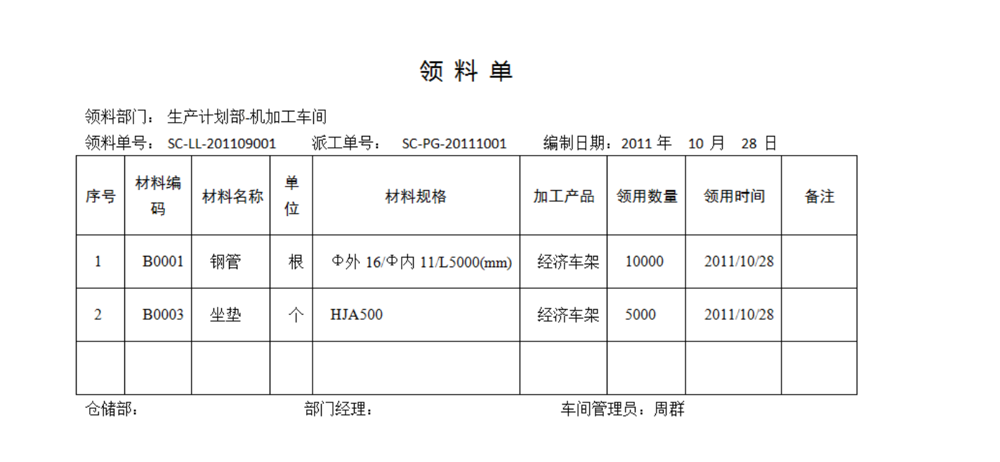 领 料 单
领料部门： 生产计划部-机加工车间
领料单号： SC-LL-201109001 派工单号： SC-PG-20111001 编制日期：2011 年 10 月 28 日
序号 材料编码 材料名称 单位 材料规格 加工产品 领用数量 领用时间 备注
1 B0001 钢管 根 Φ外 16/Φ内 11/L5000(mm) 经济车架 10000 2011/10/28
2 B0003 坐垫 个 HJA500 经济车架 5000 2011/10/28
仓储部： 部门经理： 车间管理员：周群